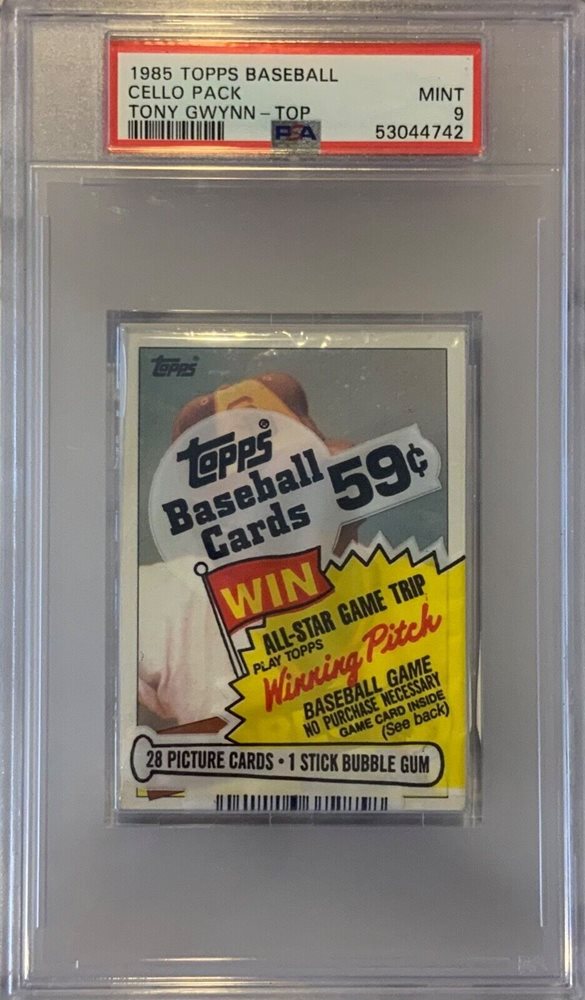 1985 TOPPS BASEBALL
CELLO PACK MINT
TONY GWYNN - TOP 9
PSA 53044742
Topps
Topps®
Baseball
Cards
59¢
WIN
ALL-STAR GAME TRIP
PLAY TOPPS
Winning Pitch
BASEBALL GAME
NO PURCHASE NECESSARY
GAME CARD INSIDE
(See back)
28 PICTURE CARDS • 1 STICK BUBBLE GUM